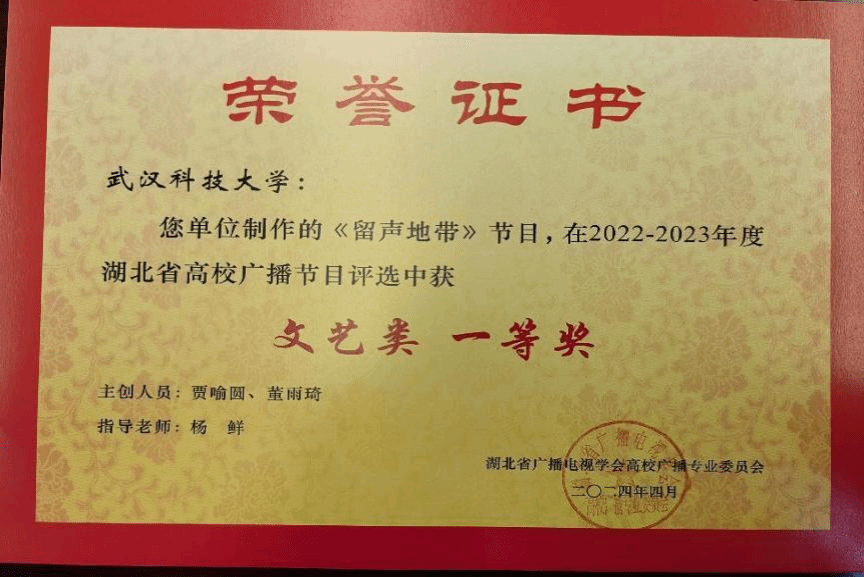 荣誉证书
武汉科技大学：
您单位制作的《留声地带》节目，在2022-2023年度
湖北省高校广播节目评选中获
文艺类 一等奖
主创人员：贾喻圆、董雨琦
指导老师：杨 鲜
湖北省广播电视学会高校广播专业委员会
二〇二四年四月